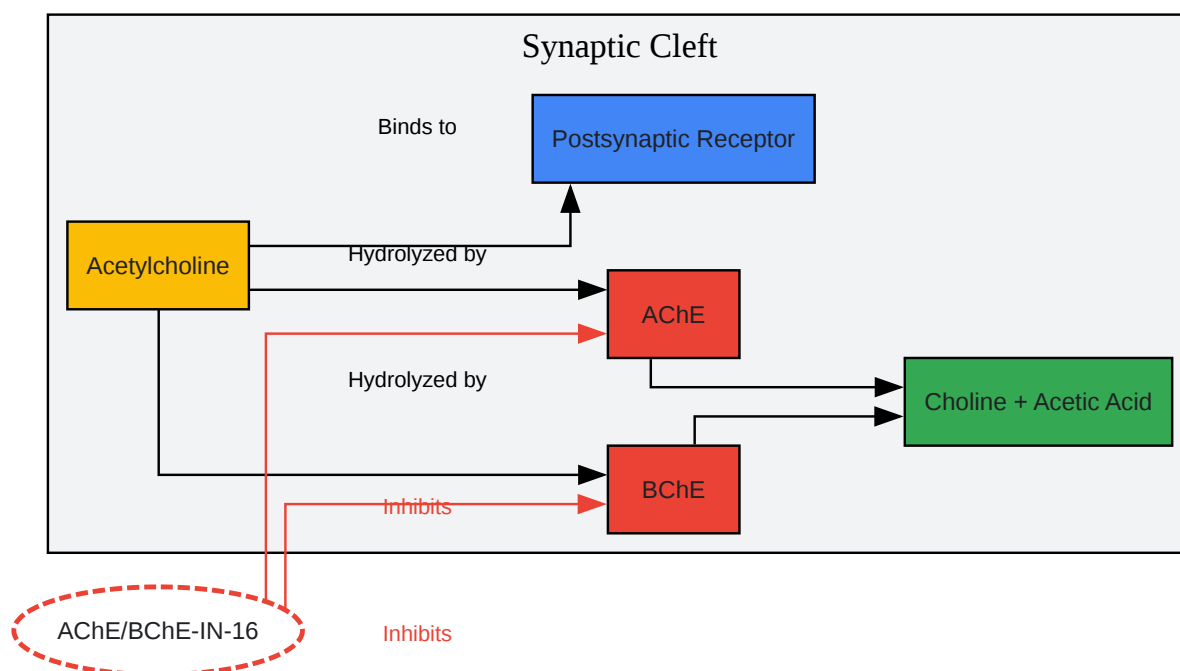 Synaptic Cleft
Binds to
Postsynaptic Receptor
Hydrolyzed by
Acetylcholine
AChE
Hydrolyzed by
Choline + Acetic Acid
BChE
Inhibits
AChE/BChE-IN-16
Inhibits